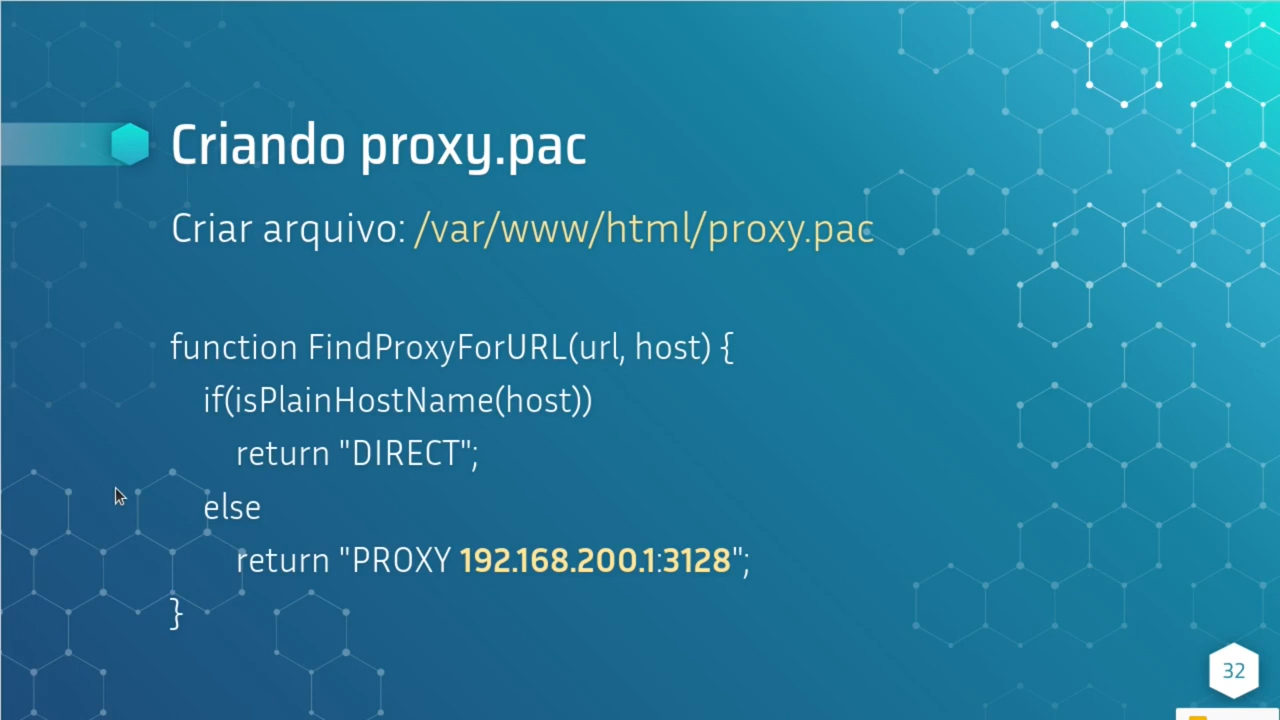 Criando proxy.pac
Criar arquivo: /var/www/html/proxy.pac
function FindProxyForURL(url, host) {
if(isPlainHostName(host))
return "DIRECT";
else
return "PROXY 192.168.200.1:3128";
}
32